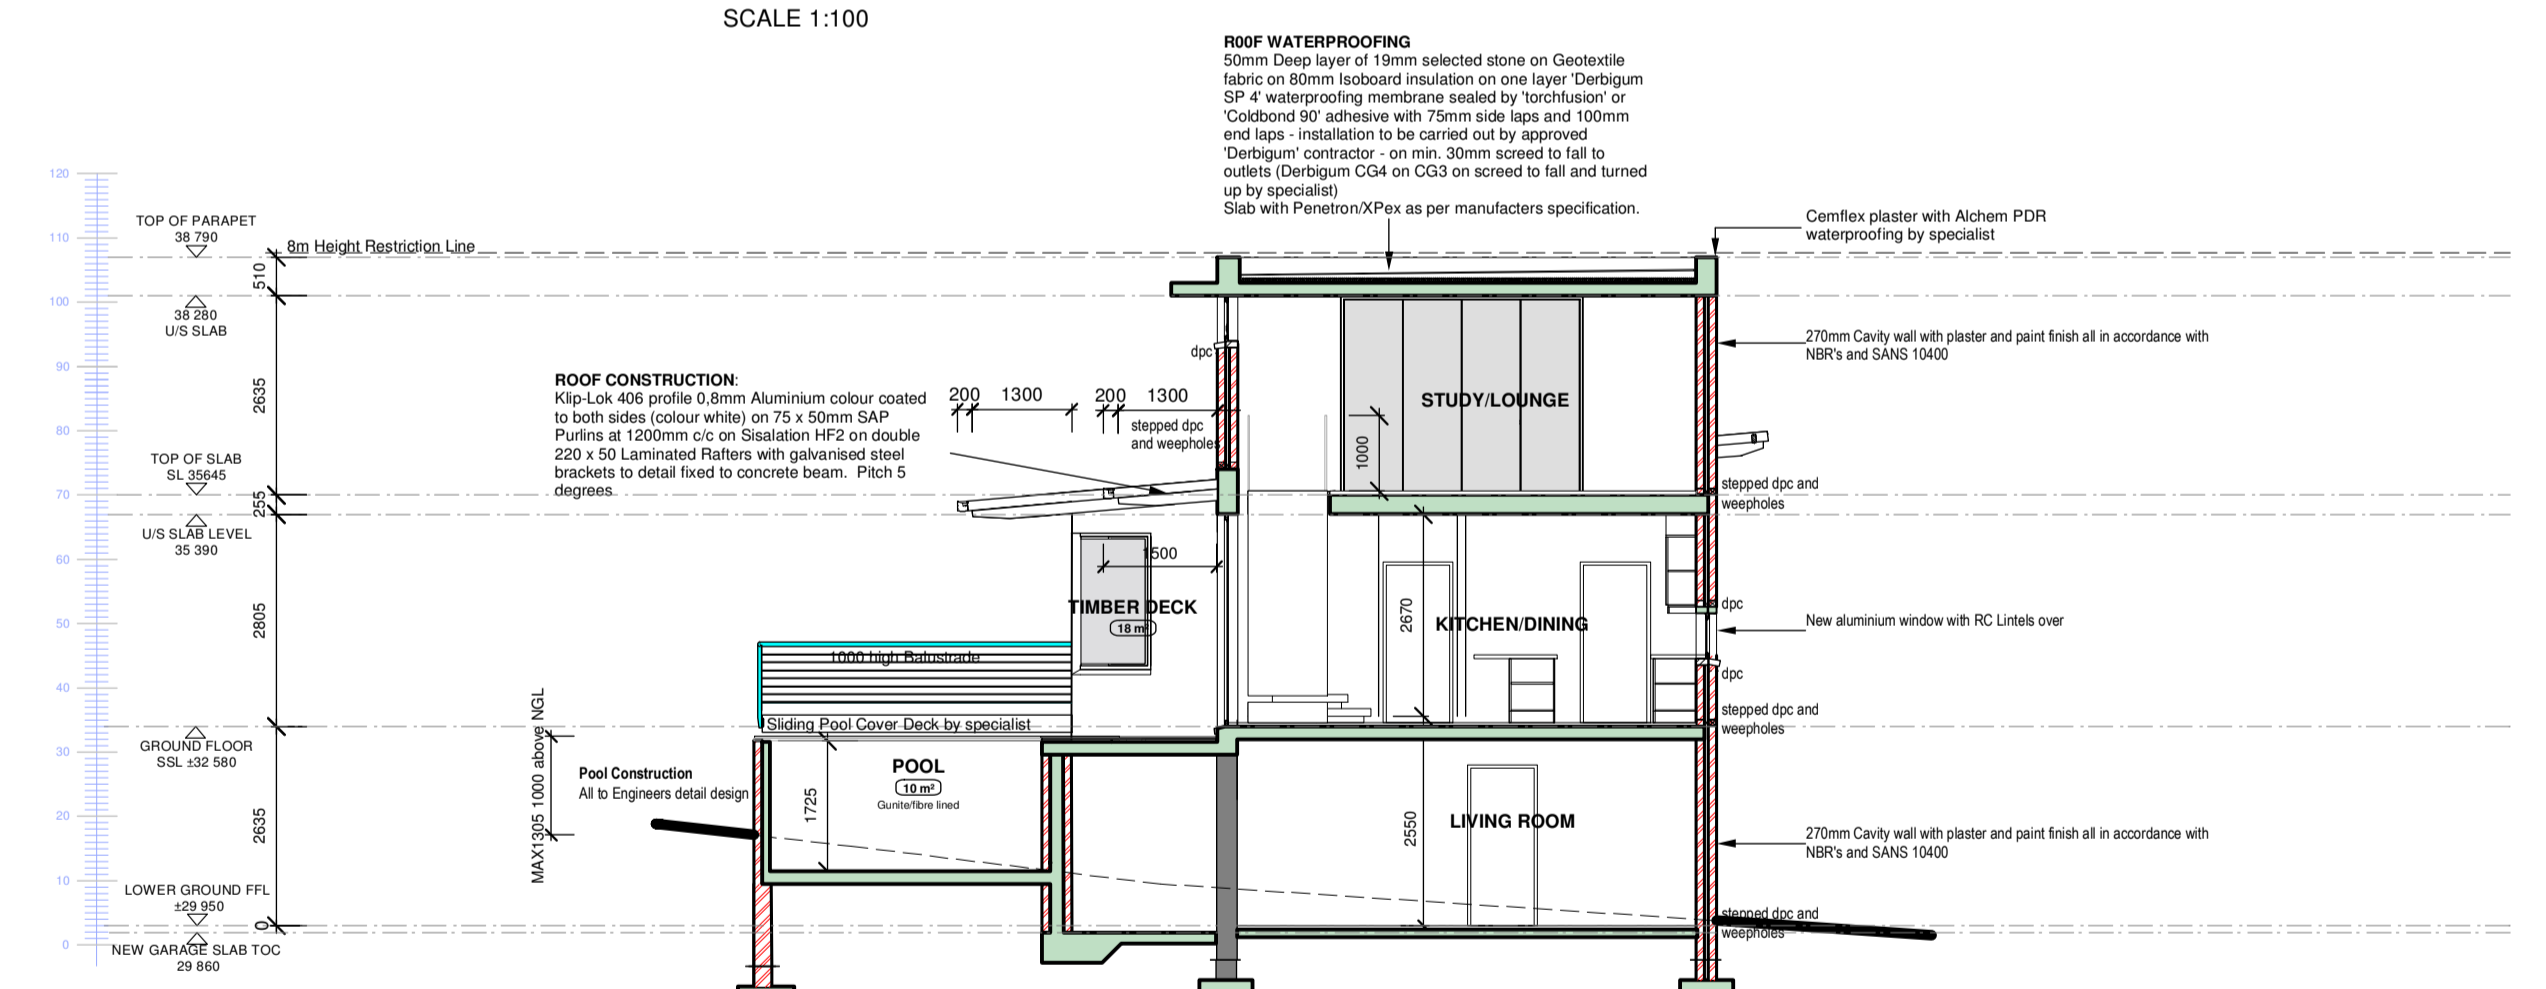 SCALE 1:100
R00F WATERPROOFING
50mm Deep layer of 19mm selected stone on Geotextile
fabric on 80mm Isoboard insulation on one layer 'Derbigum
SP 4' waterproofing membrane sealed by 'torchfusion' or
'Coldbond 90' adhesive with 75mm side laps and 100mm
end laps - installation to be carried out by approved
'Derbigum' contractor - on min. 30mm screed to fall to
outlets (Derbigum CG4 on CG3 on screed to fall and turned
up by specialist)
Slab with Penetron/XPex as per manufacters specification.
Cemflex plaster with Alchem PDR
waterproofing by specialist
120
110
100
90
80
70
60
50
40
30
20
10
0
TOP OF PARAPET
38 790
8m Height Restriction Line
510
38 280
U/S SLAB
2635
TOP OF SLAB
SL 35645
255
U/S SLAB LEVEL
35 390
2805
GROUND FLOOR
SSL ±32 580
2635
LOWER GROUND FFL
±29 950
0
NEW GARAGE SLAB TOC
29 860
ROOF CONSTRUCTION:
Klip-Lok 406 profile 0,8mm Aluminium colour coated
to both sides (colour white) on 75 x 50mm SAP
Purlins at 1200mm c/c on Sisalation HF2 on double
220 x 50 Laminated Rafters with galvanised steel
brackets to detail fixed to concrete beam. Pitch 5
degrees
200 1300 200 1300
dpc
stepped dpc
and weepholes
STUDY/LOUNGE
1000
270mm Cavity wall with plaster and paint finish all in accordance with
NBR's and SANS 10400
stepped dpc and
weepholes
1500
TIMBER DECK
18 m²
2670
KITCHEN/DINING
dpc
New aluminium window with RC Lintels over
dpc
1000 high Balustrade
Sliding Pool Cover Deck by specialist
stepped dpc and
weepholes
MAX1305 1000 above NGL
Pool Construction
All to Engineers detail design
1725
POOL
10 m²
Gunite/fibre lined
2550
LIVING ROOM
270mm Cavity wall with plaster and paint finish all in accordance with
NBR's and SANS 10400
stepped dpc and
weepholes